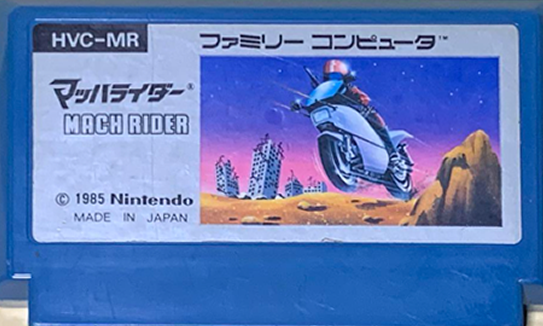 HVC-MR
ファミリー コンピュータ™
マッハライダー®
MACH RIDER
© 1985 Nintendo
MADE IN JAPAN